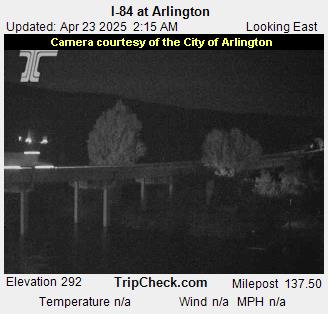 I-84 at Arlington
Updated: Apr 23 2025 2:15 AM Looking East
Camera courtesy of the City of Arlington
Elevation 292 TripCheck.com Milepost 137.50
Temperature n/a Wind n/a MPH n/a